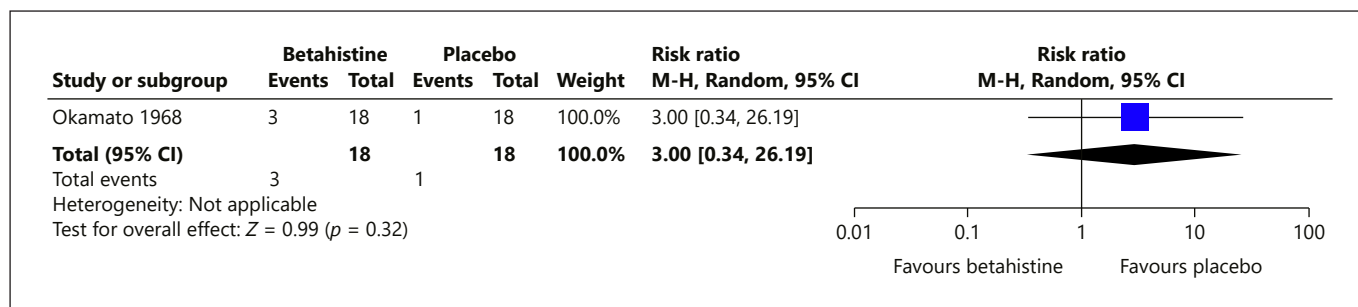 Betahistine Placebo Risk ratio Risk ratio
Study or subgroup Events Total Events Total Weight M-H, Random, 95% CI M-H, Random, 95% CI
Okamato 1968 3 18 1 18 100.0% 3.00 [0.34, 26.19]
Total (95% CI) 18 18 100.0% 3.00 [0.34, 26.19]
Total events 3 1
Heterogeneity: Not applicable
Test for overall effect: Z = 0.99 (p = 0.32)
0.01 0.1 1 10 100
Favours betahistine Favours placebo